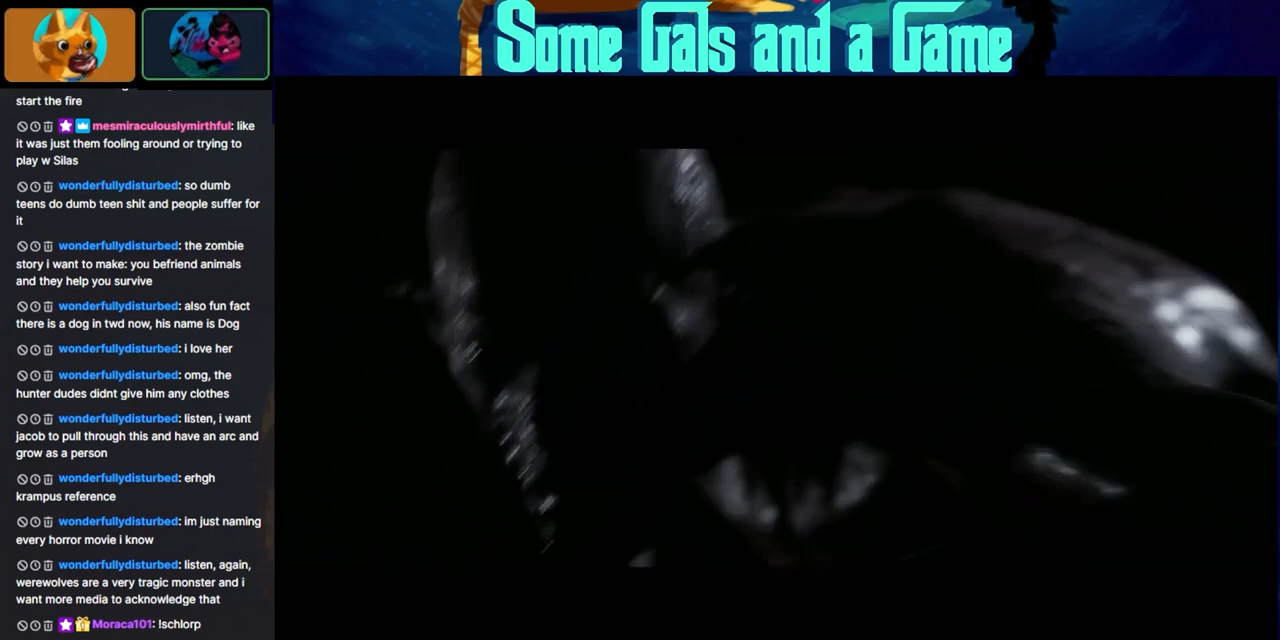 Some Gals and a Game
start the fire
mesmiraculouslymirthful: like
it was just them fooling around or trying to
play w Silas
wonderfullydisturbed: so dumb
teens do dumb teen shit and people suffer for
it
wonderfullydisturbed: the zombie
story i want to make: you befriend animals
and they help you survive
wonderfullydisturbed: also fun fact
there is a dog in twd now, his name is Dog
wonderfullydisturbed: i love her
wonderfullydisturbed: omg, the
hunter dudes didnt give him any clothes
wonderfullydisturbed: listen, i want
jacob to pull through this and have an arc and
grow as a person
wonderfullydisturbed: erhgh
krampus reference
wonderfullydisturbed: im just naming
every horror movie i know
wonderfullydisturbed: listen, again,
werewolves are a very tragic monster and i
want more media to acknowledge that
Moraca101: !schlorp